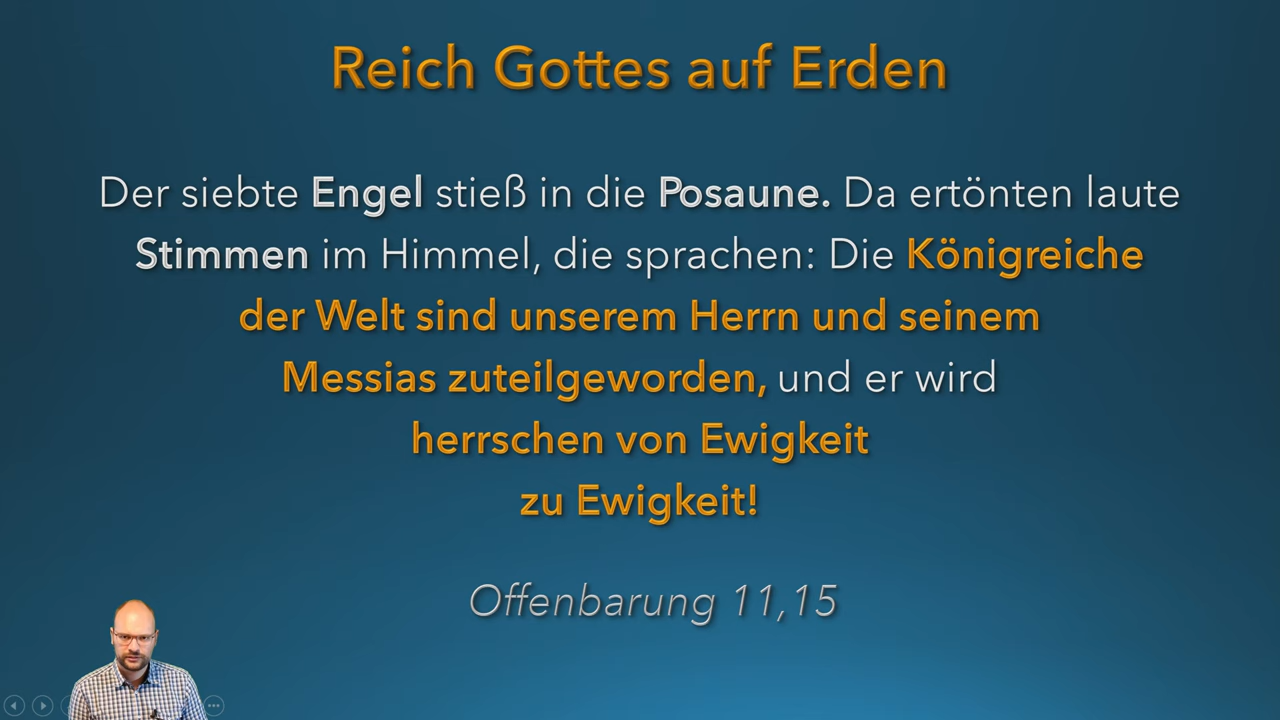 Reich Gottes auf Erden
Der siebte Engel stieß in die Posaune. Da ertönten laute
Stimmen im Himmel, die sprachen: Die Königreiche
der Welt sind unserem Herrn und seinem
Messias zuteilgeworden, und er wird
herrschen von Ewigkeit
zu Ewigkeit!
Offenbarung 11,15